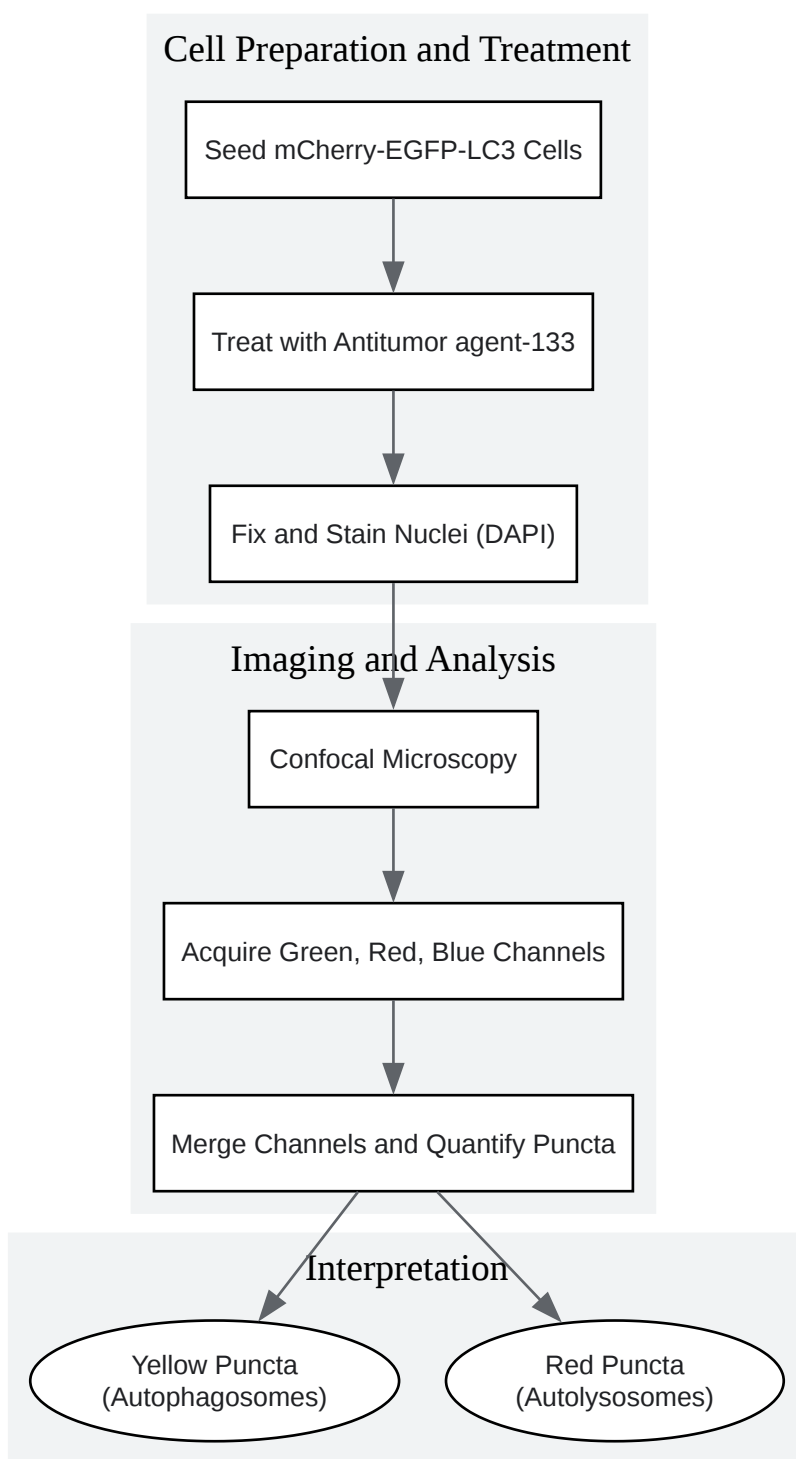 Cell Preparation and Treatment
Seed mCherry-EGFP-LC3 Cells
Treat with Antitumor agent-133
Fix and Stain Nuclei (DAPI)
Imaging and Analysis
Confocal Microscopy
Acquire Green, Red, Blue Channels
Merge Channels and Quantify Puncta
Interpretation
Yellow Puncta
(Autophagosomes)
Red Puncta
(Autolysosomes)